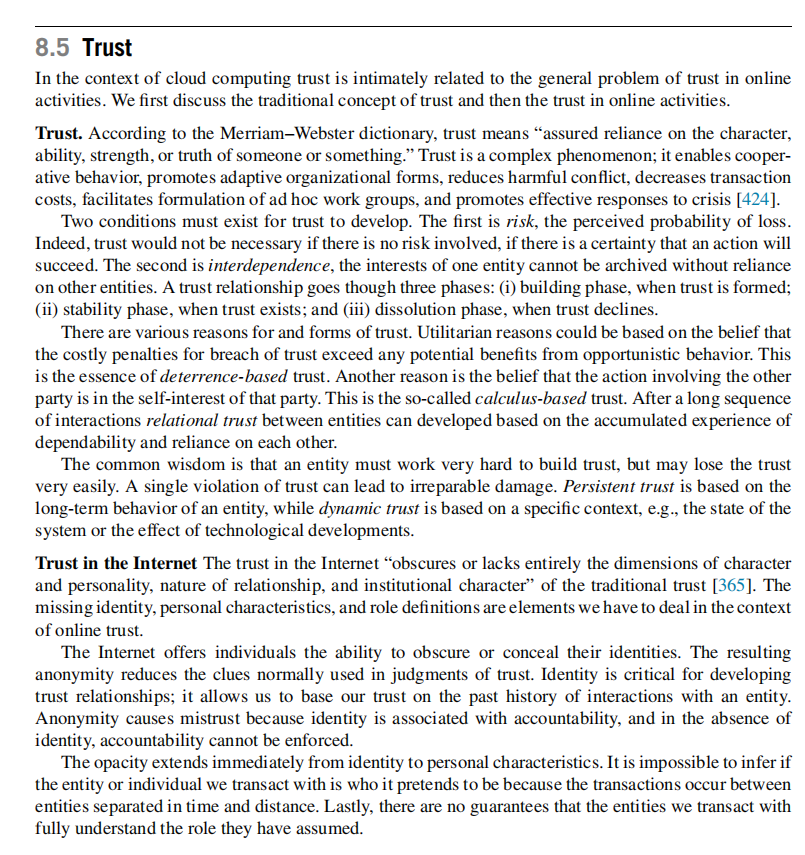 8.5 Trust
In the context of cloud computing trust is intimately related to the general problem of trust in online
activities. We first discuss the traditional concept of trust and then the trust in online activities.
Trust. According to the Merriam–Webster dictionary, trust means “assured reliance on the character,
ability, strength, or truth of someone or something.” Trust is a complex phenomenon; it enables cooper-
ative behavior, promotes adaptive organizational forms, reduces harmful conflict, decreases transaction
costs, facilitates formulation of ad hoc work groups, and promotes effective responses to crisis [424].
Two conditions must exist for trust to develop. The first is risk, the perceived probability of loss.
Indeed, trust would not be necessary if there is no risk involved, if there is a certainty that an action will
succeed. The second is interdependence, the interests of one entity cannot be archived without reliance
on other entities. A trust relationship goes though three phases: (i) building phase, when trust is formed;
(ii) stability phase, when trust exists; and (iii) dissolution phase, when trust declines.
There are various reasons for and forms of trust. Utilitarian reasons could be based on the belief that
the costly penalties for breach of trust exceed any potential benefits from opportunistic behavior. This
is the essence of deterrence-based trust. Another reason is the belief that the action involving the other
party is in the self-interest of that party. This is the so-called calculus-based trust. After a long sequence
of interactions relational trust between entities can developed based on the accumulated experience of
dependability and reliance on each other.
The common wisdom is that an entity must work very hard to build trust, but may lose the trust
very easily. A single violation of trust can lead to irreparable damage. Persistent trust is based on the
long-term behavior of an entity, while dynamic trust is based on a specific context, e.g., the state of the
system or the effect of technological developments.
Trust in the Internet The trust in the Internet “obscures or lacks entirely the dimensions of character
and personality, nature of relationship, and institutional character” of the traditional trust [365]. The
missing identity, personal characteristics, and role definitions are elements we have to deal in the context
of online trust.
The Internet offers individuals the ability to obscure or conceal their identities. The resulting
anonymity reduces the clues normally used in judgments of trust. Identity is critical for developing
trust relationships; it allows us to base our trust on the past history of interactions with an entity.
Anonymity causes mistrust because identity is associated with accountability, and in the absence of
identity, accountability cannot be enforced.
The opacity extends immediately from identity to personal characteristics. It is impossible to infer if
the entity or individual we transact with is who it pretends to be because the transactions occur between
entities separated in time and distance. Lastly, there are no guarantees that the entities we transact with
fully understand the role they have assumed.